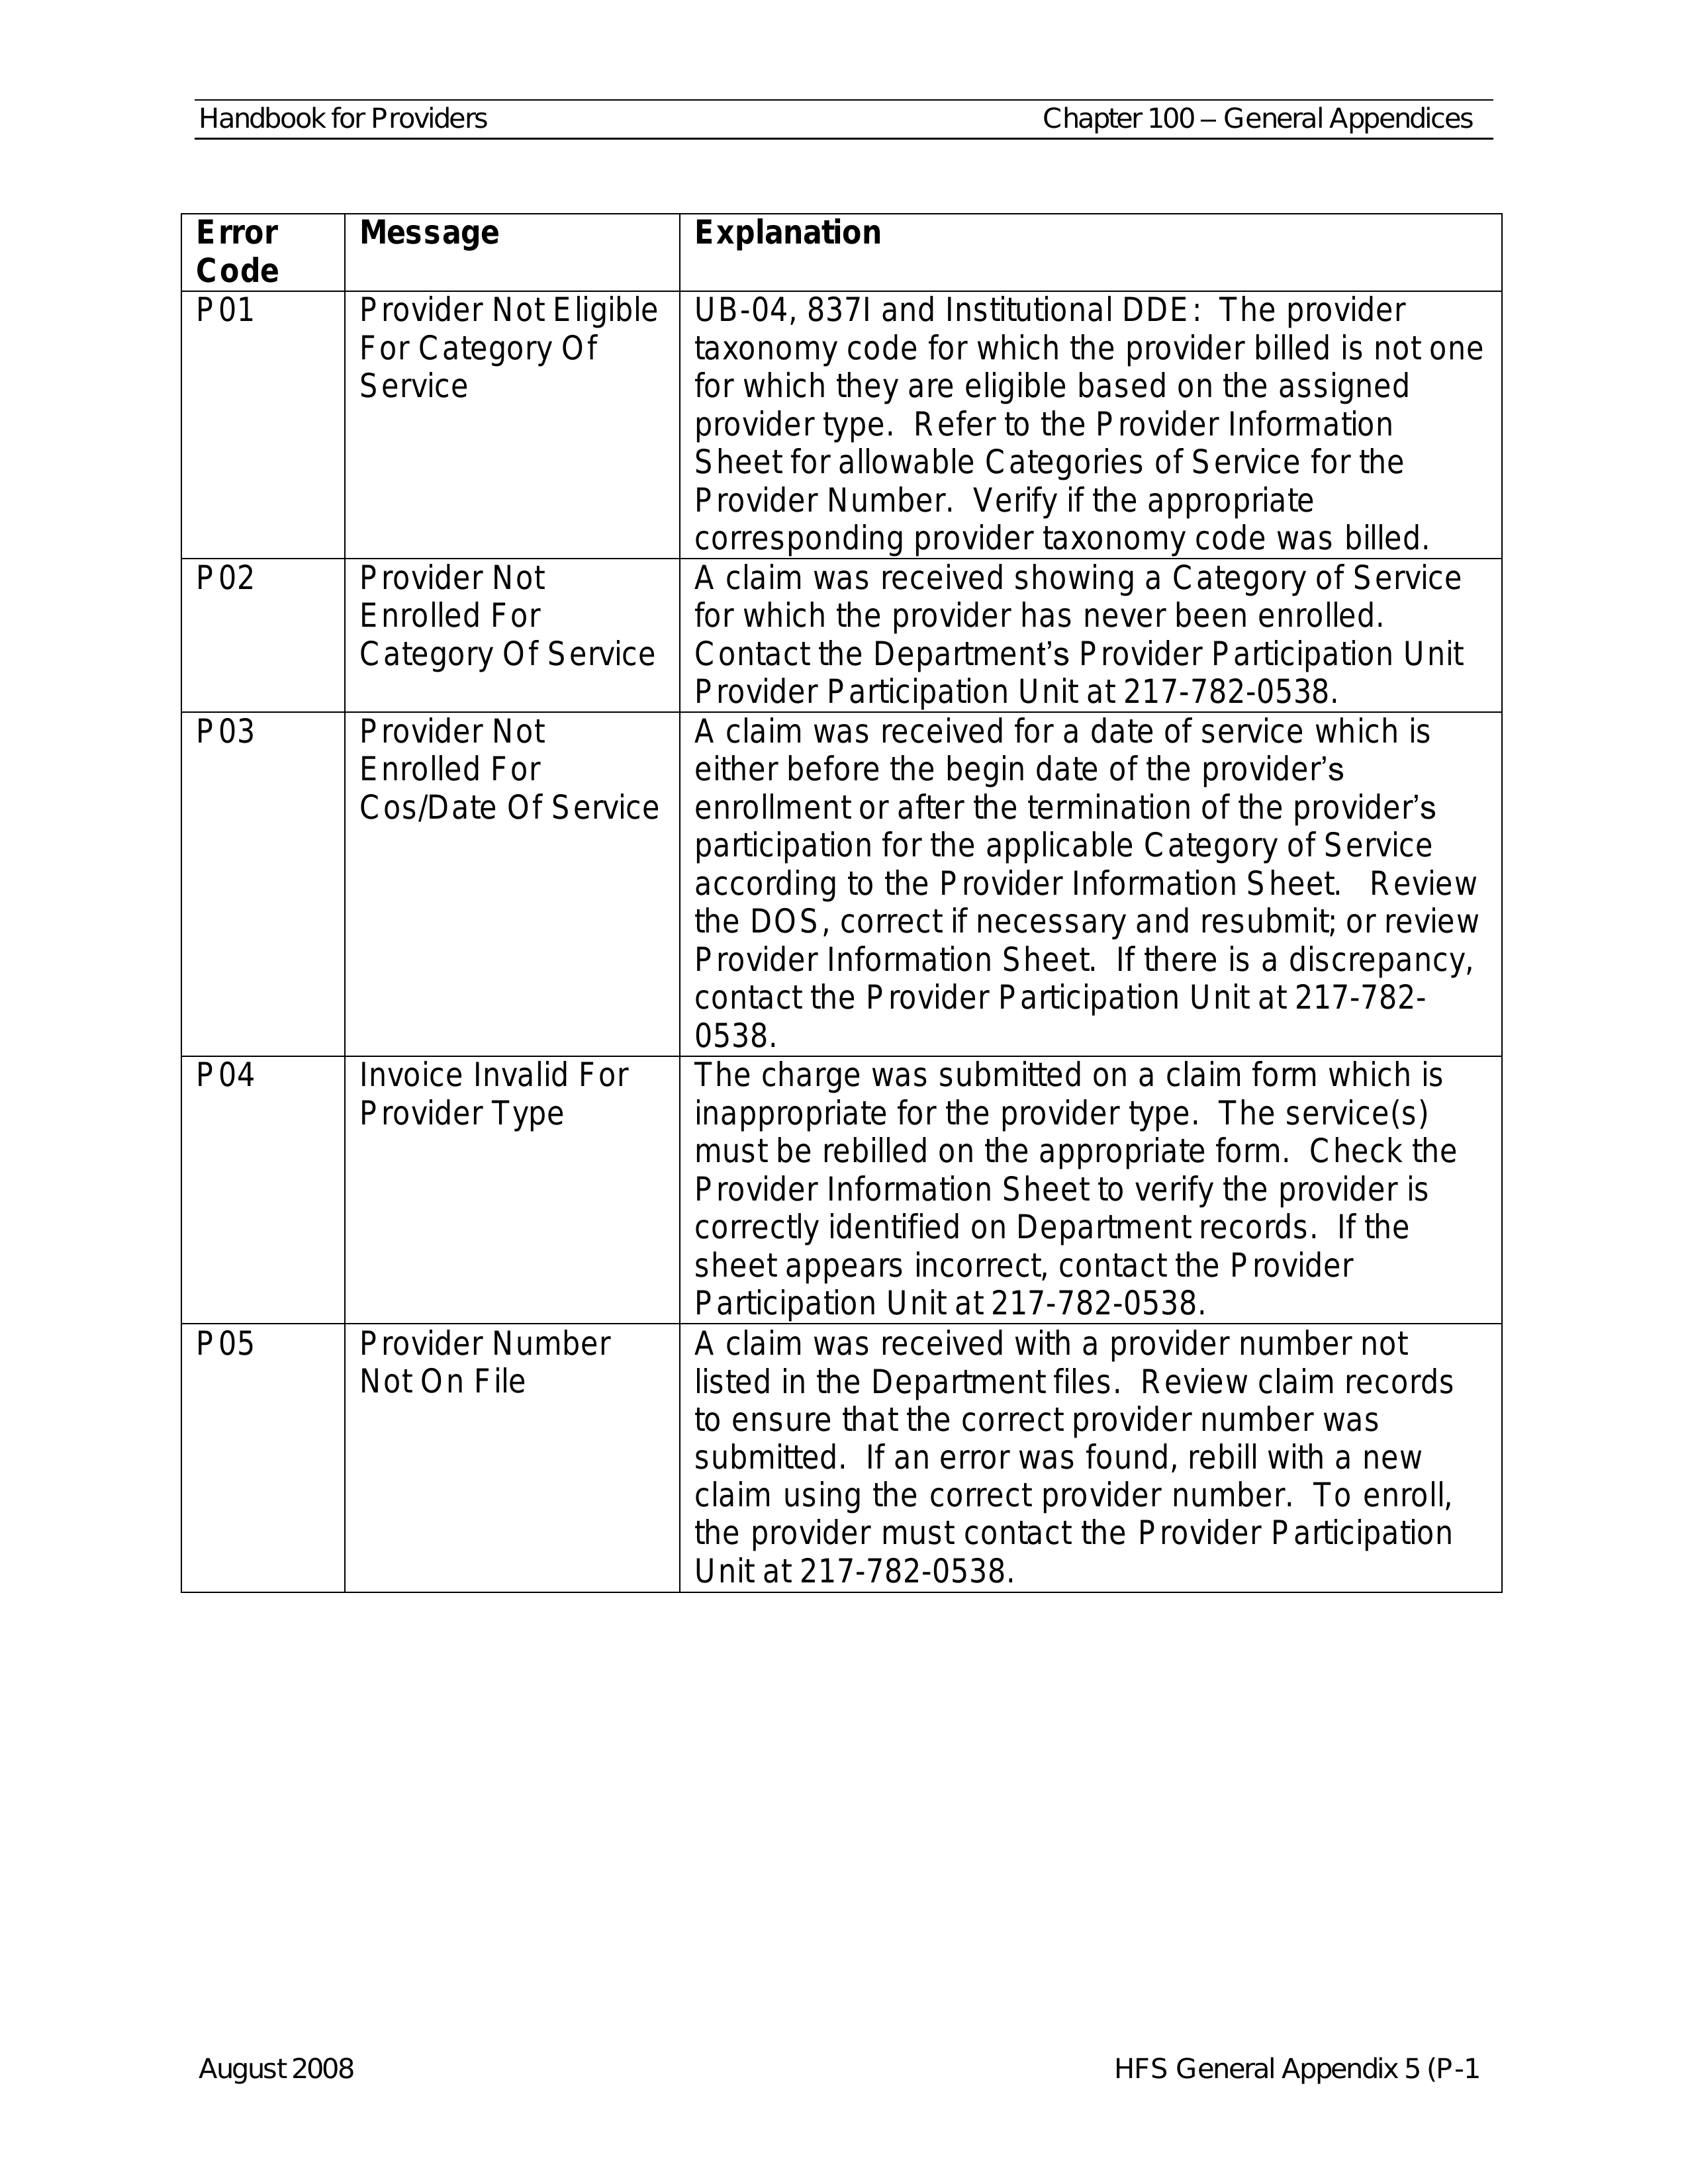 Handbook for Providers
Chapter 100 – General Appendices
Error
Code
Message
Explanation
P01
Provider Not Eligible
For Category Of
Service
UB-04, 837I and Institutional DDE:  The provider
taxonomy code for which the provider billed is not one
for which they are eligible based on the assigned
provider type.  Refer to the Provider Information
Sheet for allowable Categories of Service for the
Provider Number.  Verify if the appropriate
corresponding provider taxonomy code was billed.
P02
Provider Not
Enrolled For
Category Of Service
A claim was received showing a Category of Service
for which the provider has never been enrolled.
Contact the Department’s Provider Participation Unit
Provider Participation Unit at 217-782-0538.
P03
Provider Not
Enrolled For
Cos/Date Of Service
A claim was received for a date of service which is
either before the begin date of the provider’s
enrollment or after the termination of the provider’s
participation for the applicable Category of Service
according to the Provider Information Sheet.   Review
the DOS, correct if necessary and resubmit; or review
Provider Information Sheet.  If there is a discrepancy,
contact the Provider Participation Unit at 217-782-
0538.
P04
Invoice Invalid For
Provider Type
The charge was submitted on a claim form which is
inappropriate for the provider type.  The service(s)
must be rebilled on the appropriate form.  Check the
Provider Information Sheet to verify the provider is
correctly identified on Department records.  If the
sheet appears incorrect, contact the Provider
Participation Unit at 217-782-0538.
P05
Provider Number
Not On File
A claim was received with a provider number not
listed in the Department files.  Review claim records
to ensure that the correct provider number was
submitted.  If an error was found, rebill with a new
claim using the correct provider number.  To enroll,
the provider must contact the Provider Participation
Unit at 217-782-0538.
August 2008
HFS General Appendix 5 (P-1